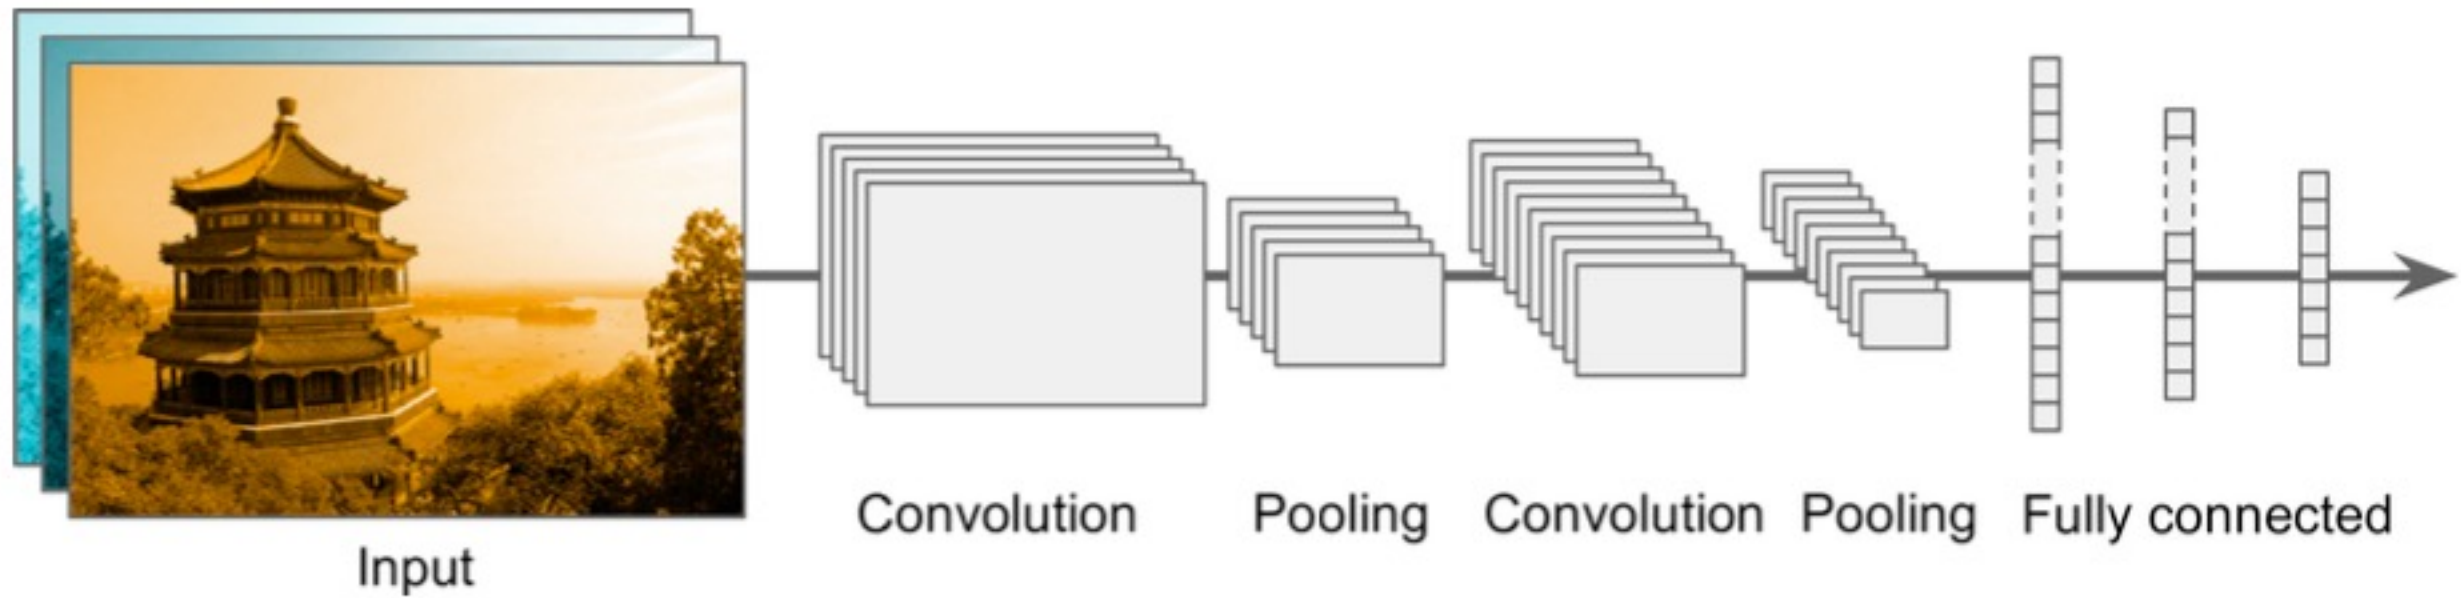 Input
Convolution
Pooling
Convolution
Pooling
Fully connected